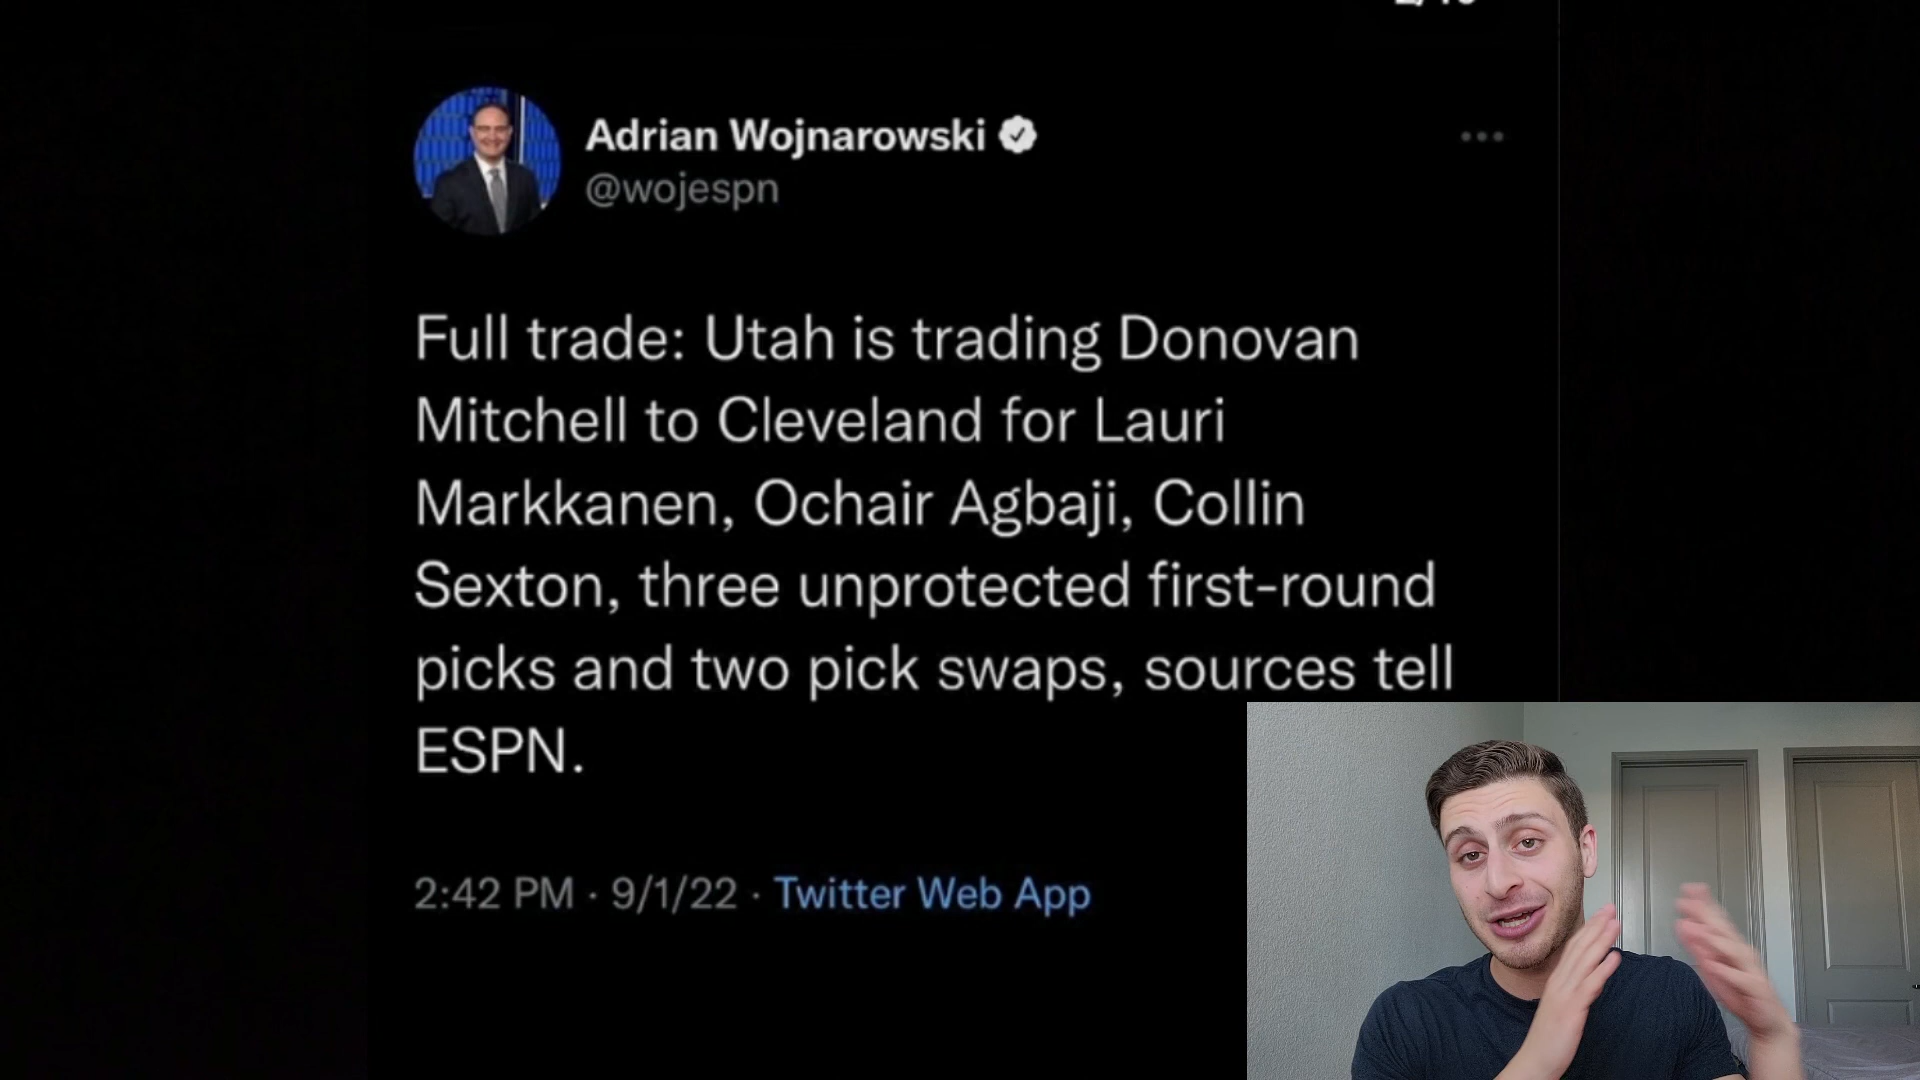 Adrian Wojnarowski
@wojespn
Full trade: Utah is trading Donovan
Mitchell to Cleveland for Lauri
Markkanen, Ochair Agbaji, Collin
Sexton, three unprotected first-round
picks and two pick swaps, sources tell
ESPN.
2:42 PM · 9/1/22 · Twitter Web App